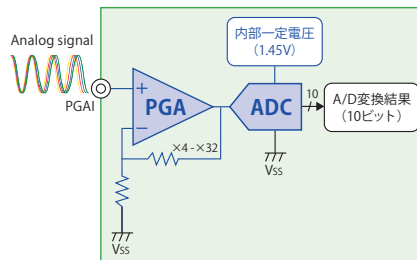 Analog signal
PGAI
PGA
×4 - ×32
Vss
内部一定電圧
(1.45V)
ADC
10
Vss
A/D変換結果
(10ビット)